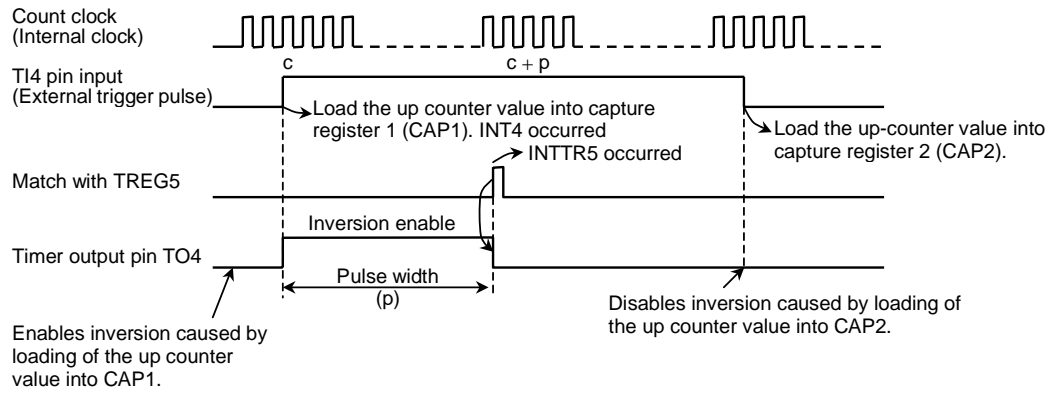 Count clock
(Internal clock)
c
c + p
TI4 pin input
(External trigger pulse)
Load the up counter value into capture
register 1 (CAP1). INT4 occurred
Load the up-counter value into
capture register 2 (CAP2).
INTTR5 occurred
Match with TREG5
Inversion enable
Timer output pin TO4
Pulse width
(p)
Enables inversion caused by
loading of the up counter
value into CAP1.
Disables inversion caused by loading of
the up counter value into CAP2.